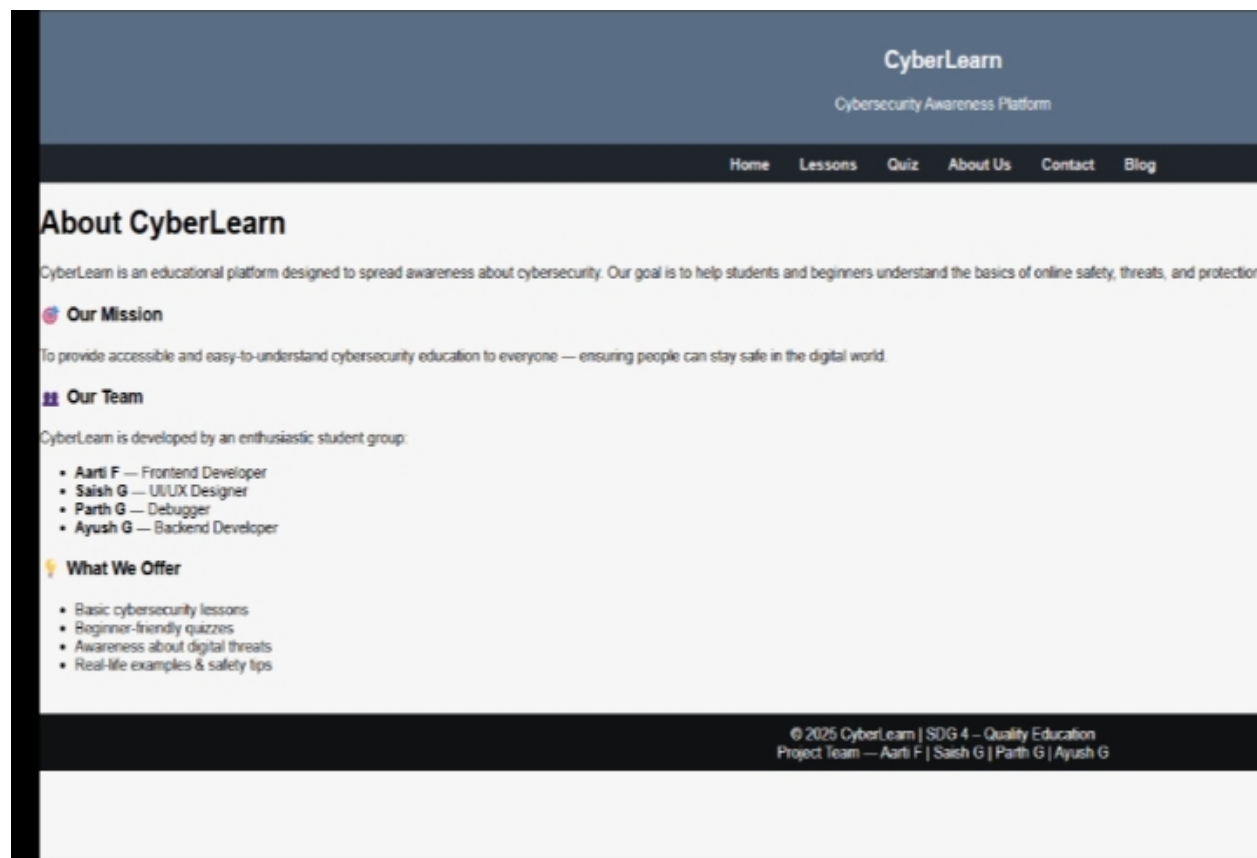 CyberLearn
Cybersecurity Awareness Platform
Home Lessons Quiz About Us Contact Blog
About CyberLearn
CyberLearn is an educational platform designed to spread awareness about cybersecurity. Our goal is to help students and beginners understand the basics of online safety, threats, and protection
🎯 Our Mission
To provide accessible and easy-to-understand cybersecurity education to everyone — ensuring people can stay safe in the digital world.
👥 Our Team
CyberLearn is developed by an enthusiastic student group:
• Aarti F — Frontend Developer
• Saish G — UI/UX Designer
• Parth G — Debugger
• Ayush G — Backend Developer
💡 What We Offer
• Basic cybersecurity lessons
• Beginner-friendly quizzes
• Awareness about digital threats
• Real-life examples & safety tips
© 2025 CyberLearn | SDG 4 – Quality Education
Project Team — Aarti F | Saish G | Parth G | Ayush G